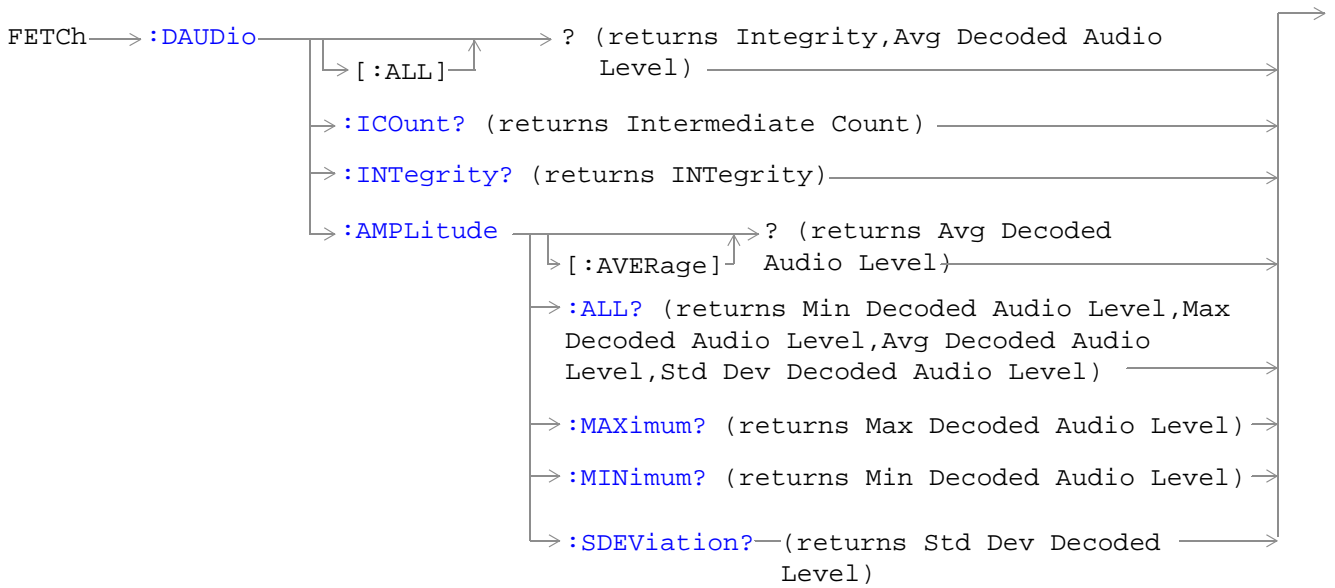 FETCh :DAUDio ? (returns Integrity,Avg Decoded Audio
[:ALL] Level)
:ICOunt? (returns Intermediate Count)
:INTegrity? (returns INTegrity)
:AMPLitude ? (returns Avg Decoded
[:AVERage] Audio Level)
:ALL? (returns Min Decoded Audio Level,Max
Decoded Audio Level,Avg Decoded Audio
Level,Std Dev Decoded Audio Level)
:MAXimum? (returns Max Decoded Audio Level)
:MINimum? (returns Min Decoded Audio Level)
:SDEViation? (returns Std Dev Decoded
Level)